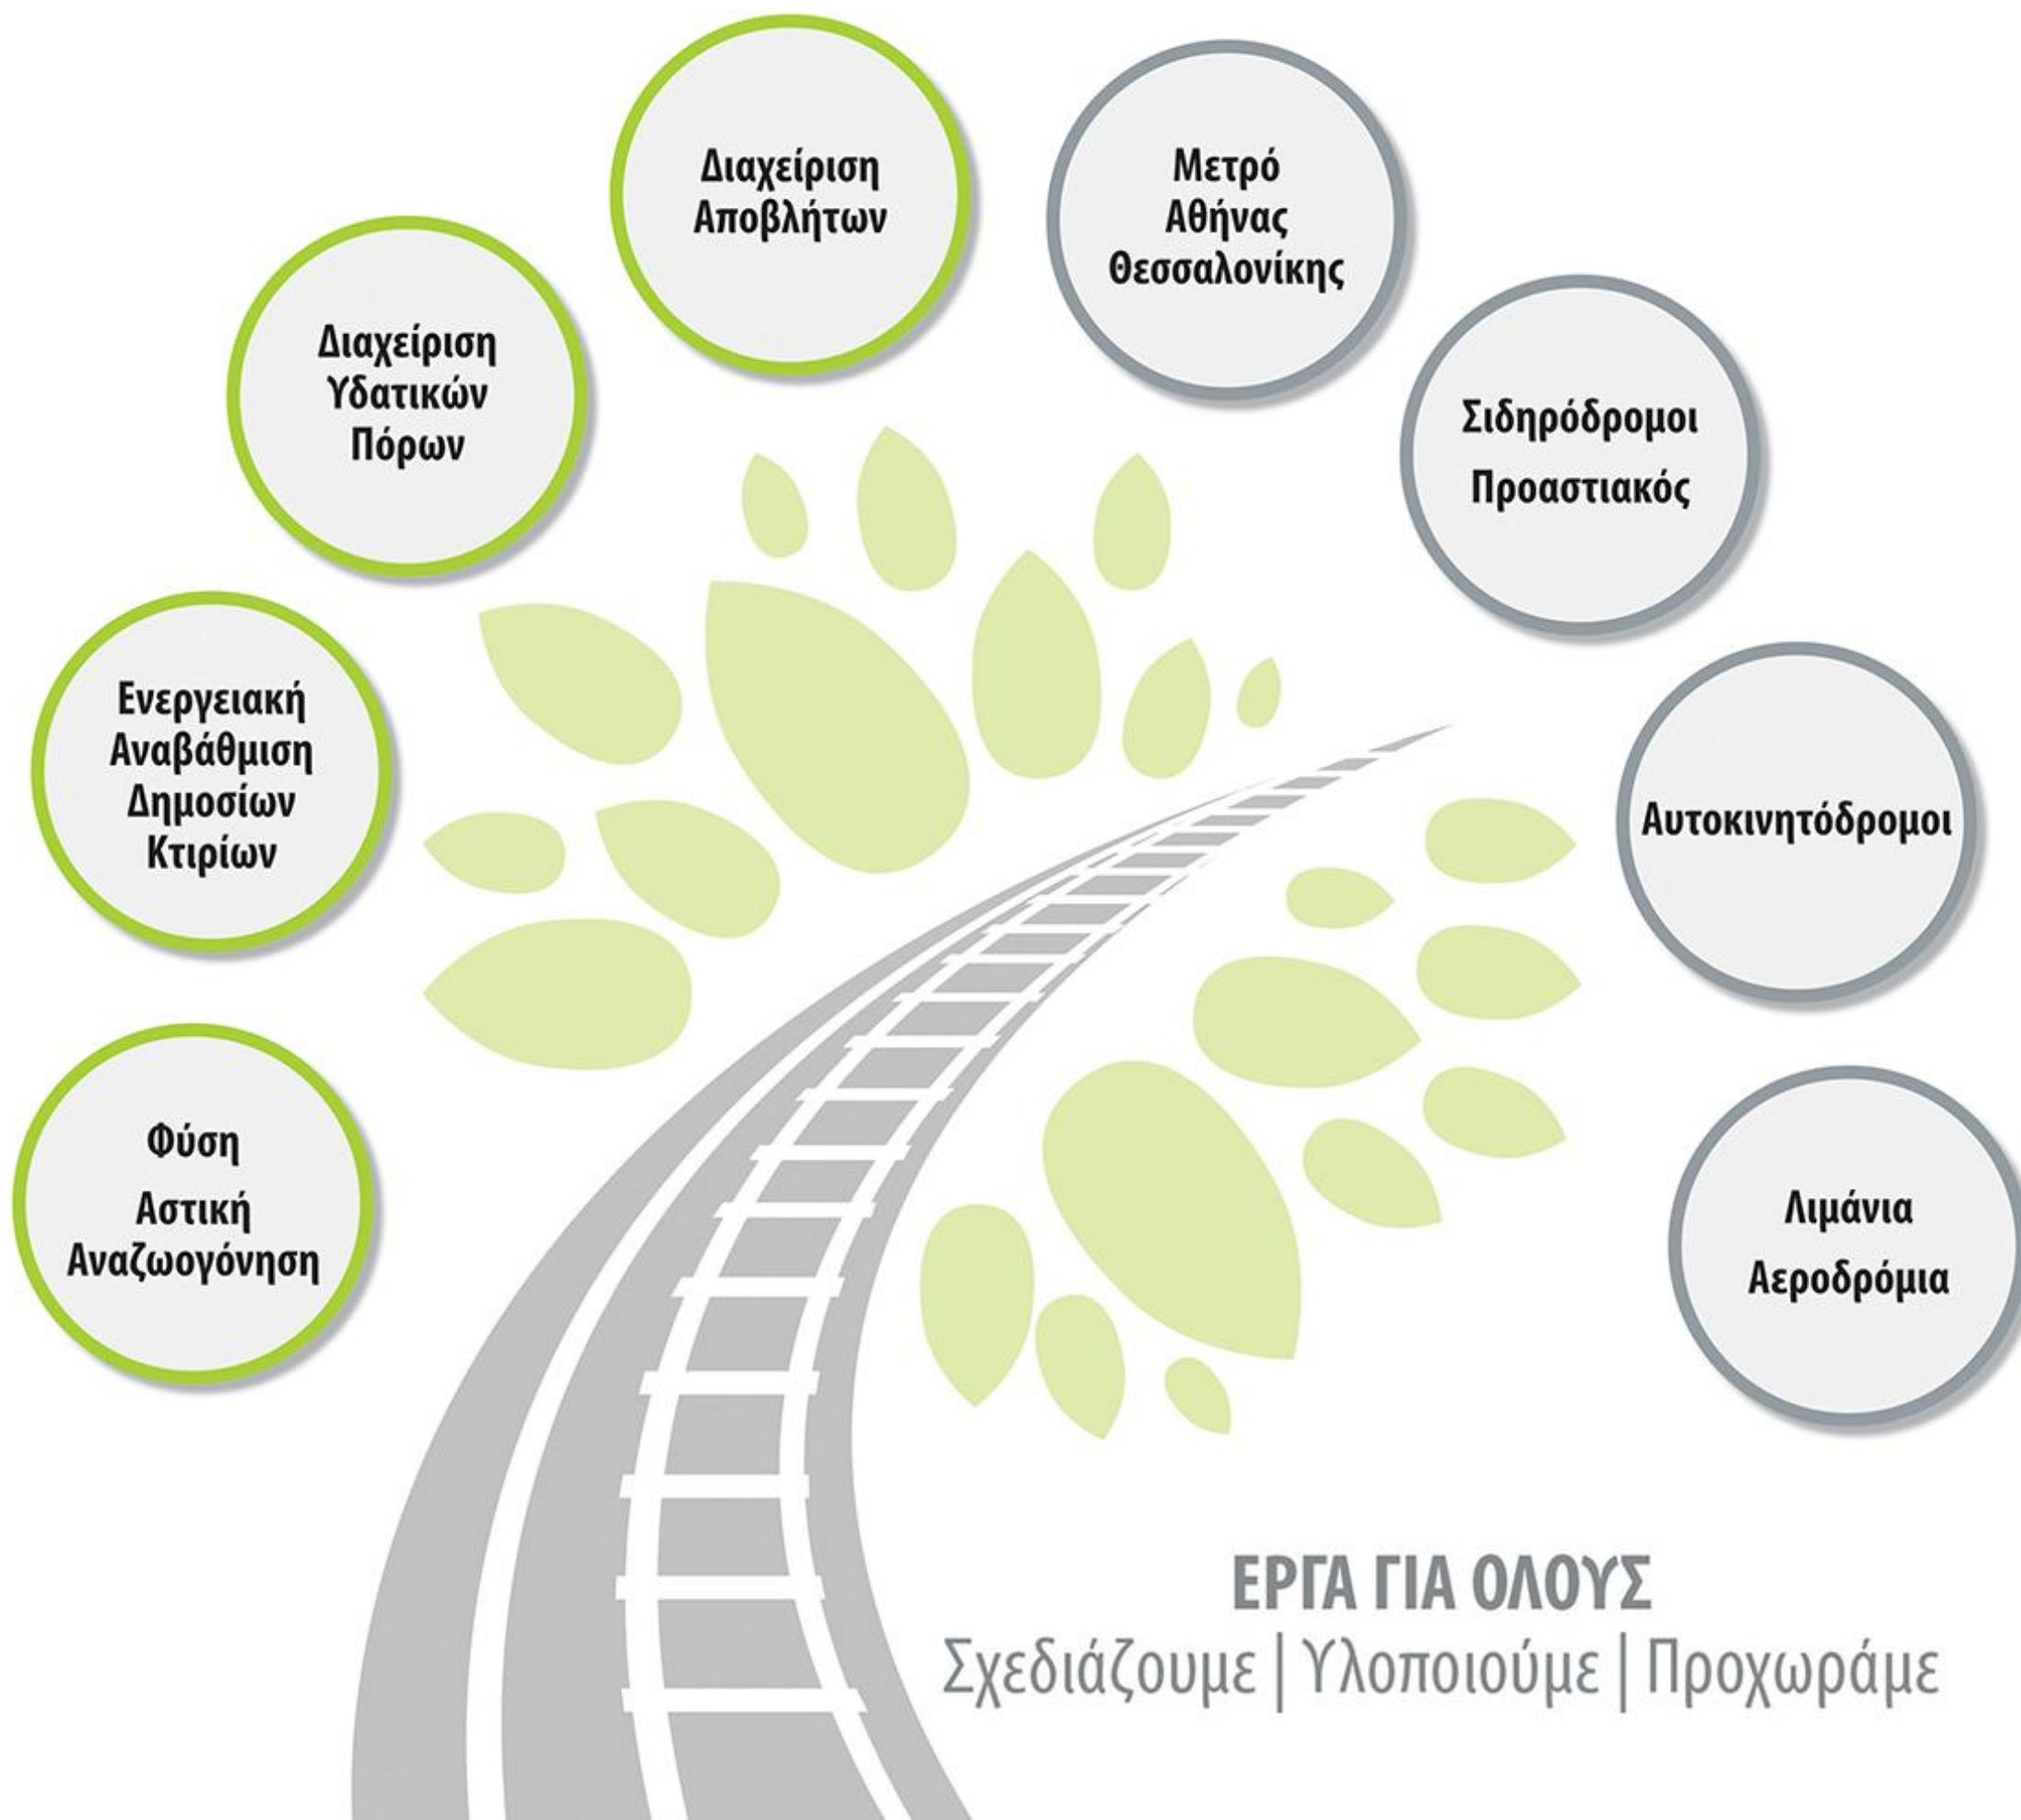 Διαχείριση
Αποβλήτων
Μετρό
Αθήνας
Θεσσαλονίκης
Διαχείριση
Υδατικών
Πόρων
Σιδηρόδρομοι
Προαστιακός
Ενεργειακή
Αναβάθμιση
Δημοσίων
Κτιρίων
Αυτοκινητόδρομοι
Φύση
Αστική
Αναζωογόνηση
Λιμάνια
Αεροδρόμια
ΕΡΓΑ ΓΙΑ ΟΛΟΥΣ
Σχεδιάζουμε | Υλοποιούμε | Προχωράμε